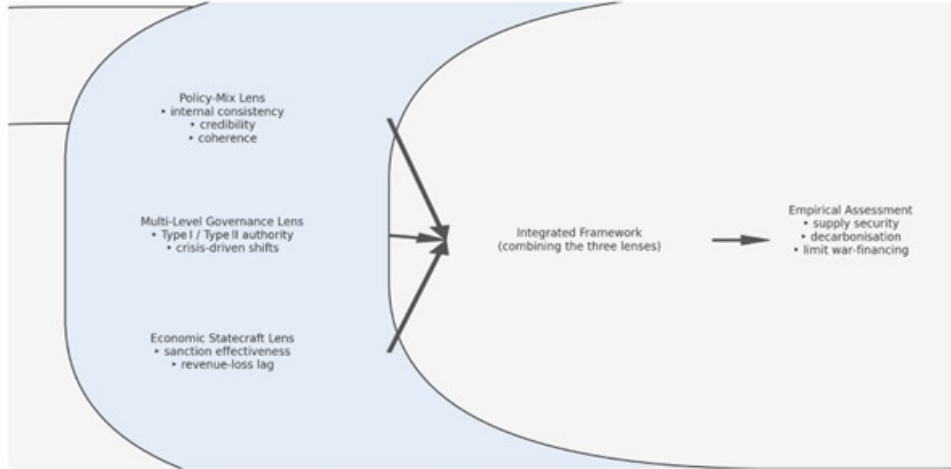 Policy-Mix Lens
‣ internal consistency
‣ credibility
‣ coherence
Multi-Level Governance Lens
‣ Type I / Type II authority
‣ crisis-driven shifts
Economic Statecraft Lens
‣ sanction effectiveness
‣ revenue-loss lag
Integrated Framework
(combining the three lenses)
Empirical Assessment
‣ supply security
‣ decarbonisation
‣ limit war-financing